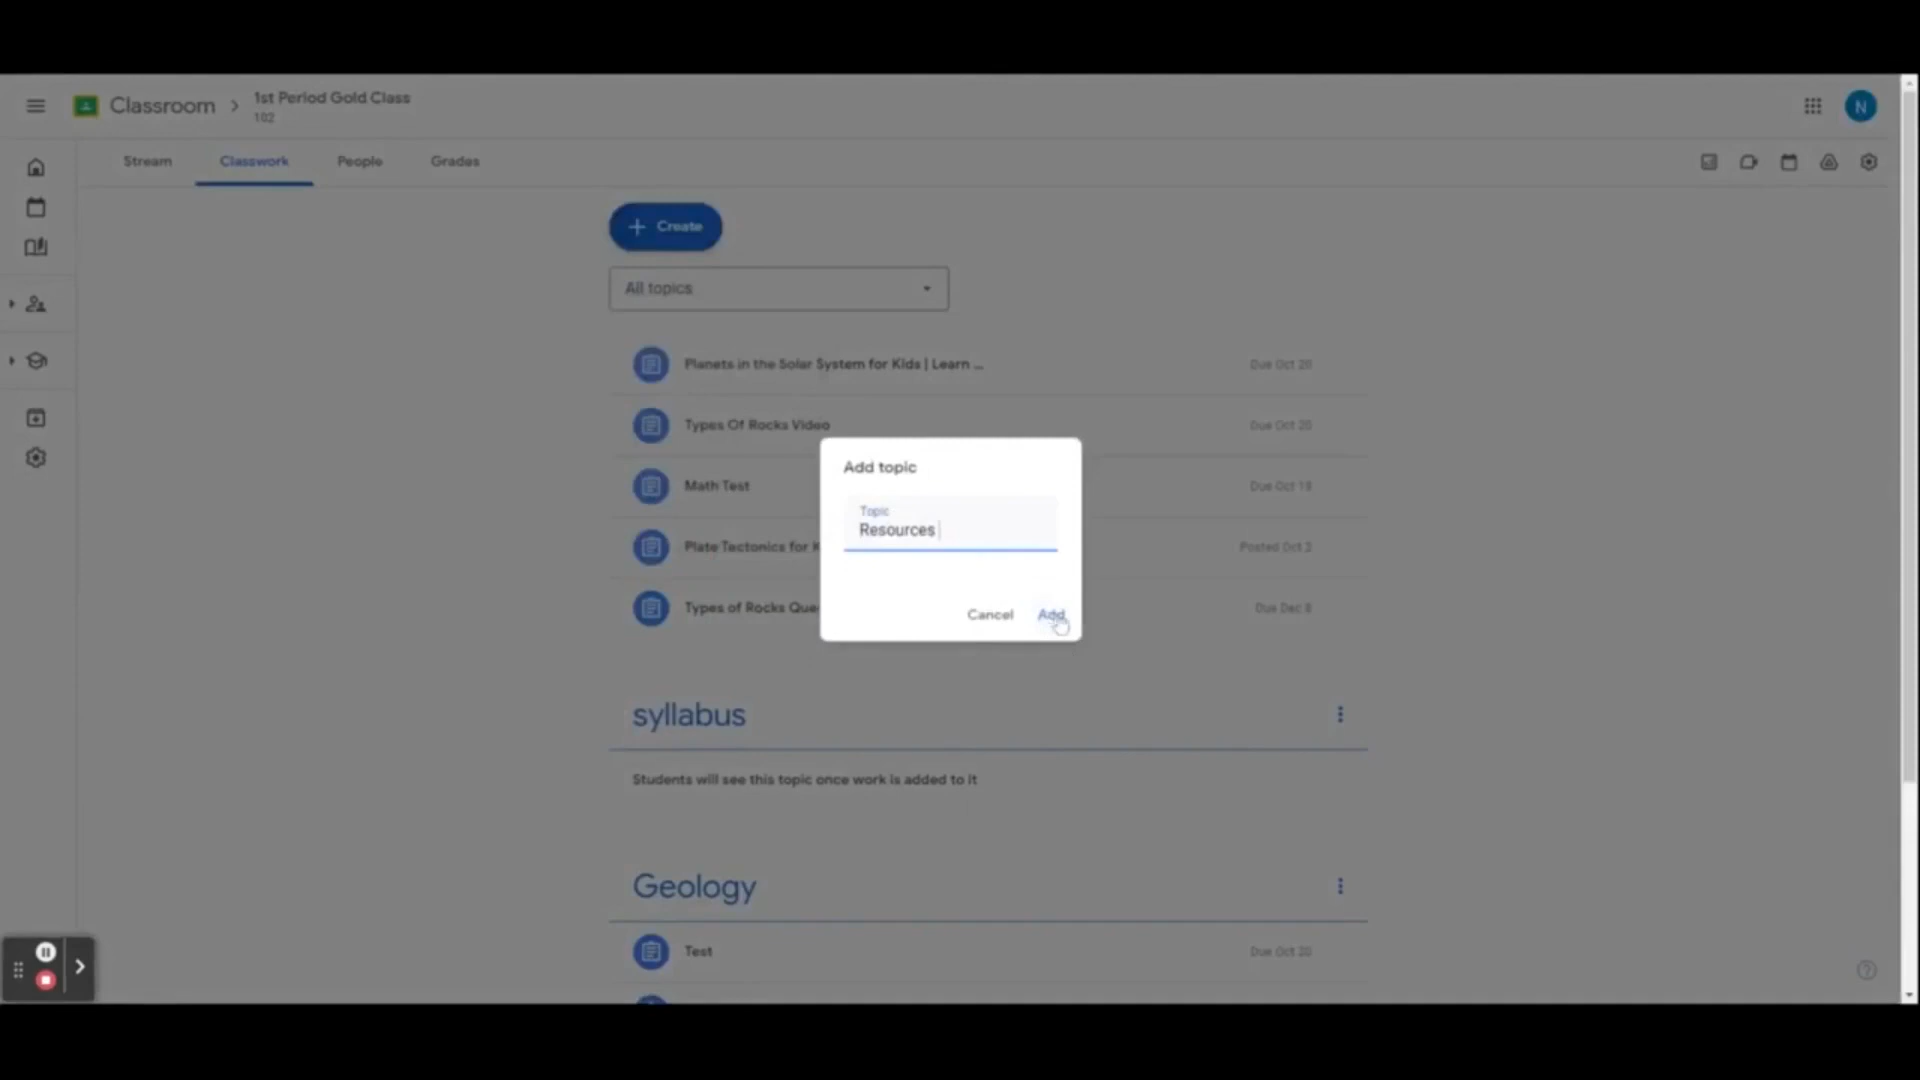 Classroom
1st Period Gold Class
102
N
Stream
Classwork
People
Grades
Create
All topics
Planets in the Solar System for Kids | Learn ...
Due Oct 20
Types Of Rocks Video
Due Oct 20
Math Test
Due Oct 18
Plate Tectonics for K
Posted Oct 3
Types of Rocks Que
Due Dec 8
Add topic
Topic
Resources
Cancel
Add
syllabus
Students will see this topic once work is added to it
Geology
Test
Due Oct 20